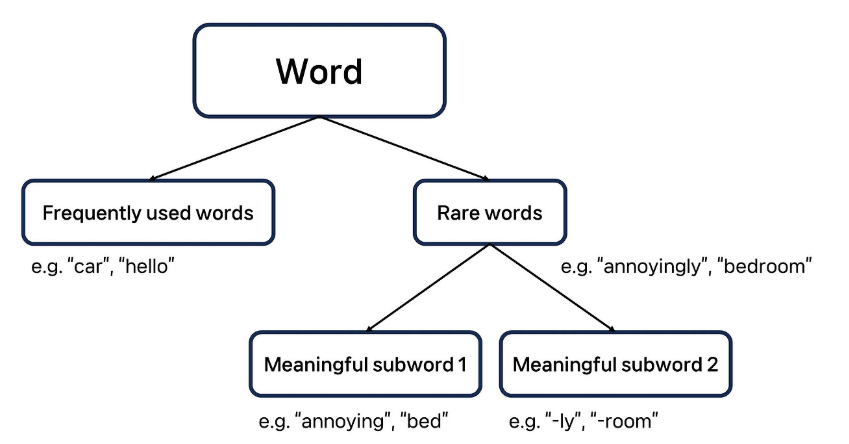 Word
Frequently used words
Rare words
e.g. “car”, “hello”
e.g. “annoyingly”, “bedroom”
Meaningful subword 1
Meaningful subword 2
e.g. “annoying”, “bed”
e.g. “-ly”, “-room”